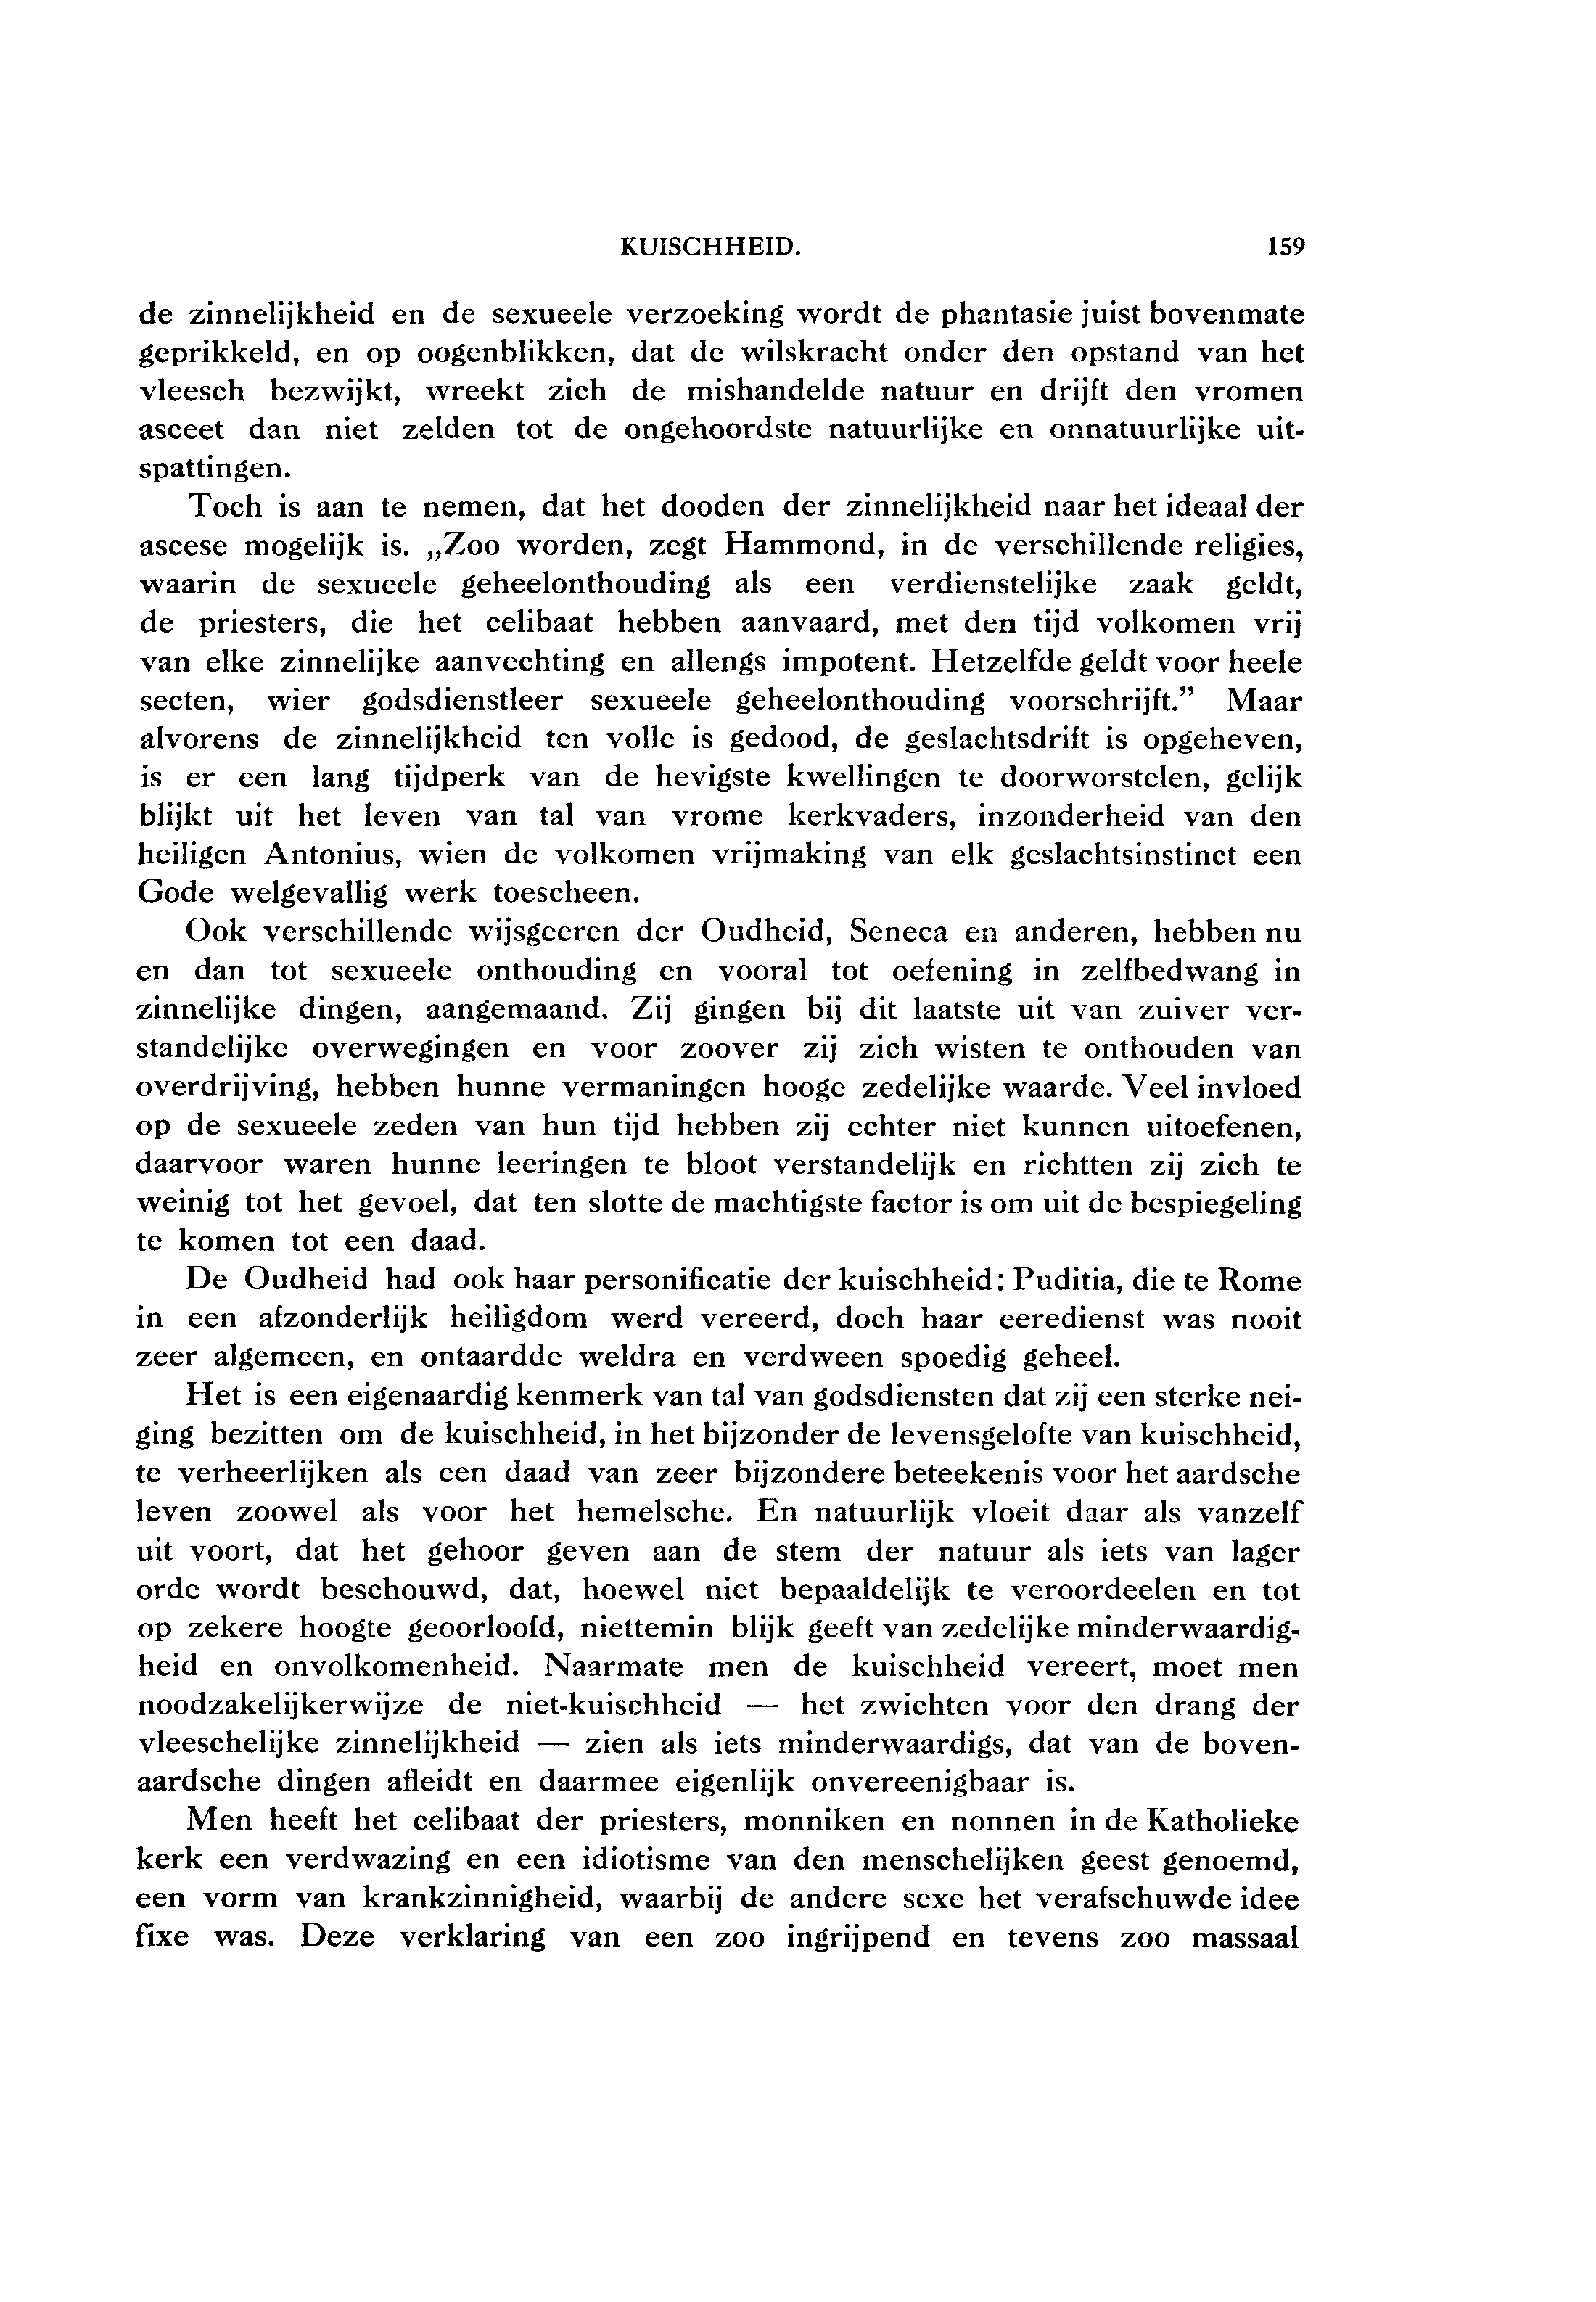 KUISCHHEID. 159
de zinnelijkheid en de sexueele verzoeking wordt de phantasie juist bovenmate
geprikkeld, en op oogenblikken, dat de wilskracht onder den opstand van het
vleesch bezwijkt, wreekt zich de mishandelde natuur en drijft den vromen
asceet dan niet zelden tot de ongehoordste natuurlijke en onnatuurlijke uit-
spattingen.
Toch is aan te nemen, dat het dooden der zinnelijkheid naar het ideaal der
ascese mogelijk is. „Zoo worden, zegt Hammond, in de verschillende religies,
waarin de sexueele geheelonthouding als een verdienstelijke zaak geldt,
de priesters, die het celibaat hebben aanvaard, met den tijd volkomen vrij
van elke zinnelijke aanvechting en allengs impotent. Hetzelfde geldt voor heele
secten, wier godsdienstleer sexueele geheelonthouding voorschrijft.” Maar
alvorens de zinnelijkheid ten volle is gedood, de geslachtsdrift is opgeheven,
is er een lang tijdperk van de hevigste kwellingen te doorworstelen, gelijk
blijkt uit het leven van tal van vrome kerkvaders, inzonderheid van den
heiligen Antonius, wien de volkomen vrijmaking van elk geslachtsinstinct een
Gode welgevallig werk toescheen.
Ook verschillende wijsgeeren der Oudheid, Seneca en anderen, hebben nu
en dan tot sexueele onthouding en vooral tot oefening in zelfbedwang in
zinnelijke dingen, aangemaand. Zij gingen bij dit laatste uit van zuiver ver-
standelijke overwegingen en voor zoover zij zich wisten te onthouden van
overdrijving, hebben hunne vermaningen hooge zedelijke waarde. Veel invloed
op de sexueele zeden van hun tijd hebben zij echter niet kunnen uitoefenen,
daarvoor waren hunne leeringen te bloot verstandelijk en richtten zij zich te
weinig tot het gevoel, dat ten slotte de machtigste factor is om uit de bespiegeling
te komen tot een daad.
De Oudheid had ook haar personificatie der kuischheid: Puditia, die te Rome
in een afzonderlijk heiligdom werd vereerd, doch haar eeredienst was nooit
zeer algemeen, en ontaardde weldra en verdween spoedig geheel.
Het is een eigenaardig kenmerk van tal van godsdiensten dat zij een sterke nei-
ging bezitten om de kuischheid, in het bijzonder de levensgelofte van kuischheid,
te verheerlijken als een daad van zeer bijzondere beteekenis voor het aardsche
leven zoowel als voor het hemelsche. En natuurlijk vloeit daar als vanzelf
uit voort, dat het gehoor geven aan de stem der natuur als iets van lager
orde wordt beschouwd, dat, hoewel niet bepaaldelijk te veroordeelen en tot
op zekere hoogte geoorloofd, niettemin blijk geeft van zedelijke minderwaardig-
heid en onvolkomenheid. Naarmate men de kuischheid vereert, moet men
noodzakelijkerwijze de niet-kuischheid — het zwichten voor den drang der
vleeschelijke zinnelijkheid — zien als iets minderwaardigs, dat van de boven-
aardsche dingen afleidt en daarmee eigenlijk onvereenigbaar is.
Men heeft het celibaat der priesters, monniken en nonnen in de Katholieke
kerk een verdwazing en een idiotisme van den menschelijken geest genoemd,
een vorm van krankzinnigheid, waarbij de andere sexe het verafschuwde idee
fixe was. Deze verklaring van een zoo ingrijpend en tevens zoo massaal